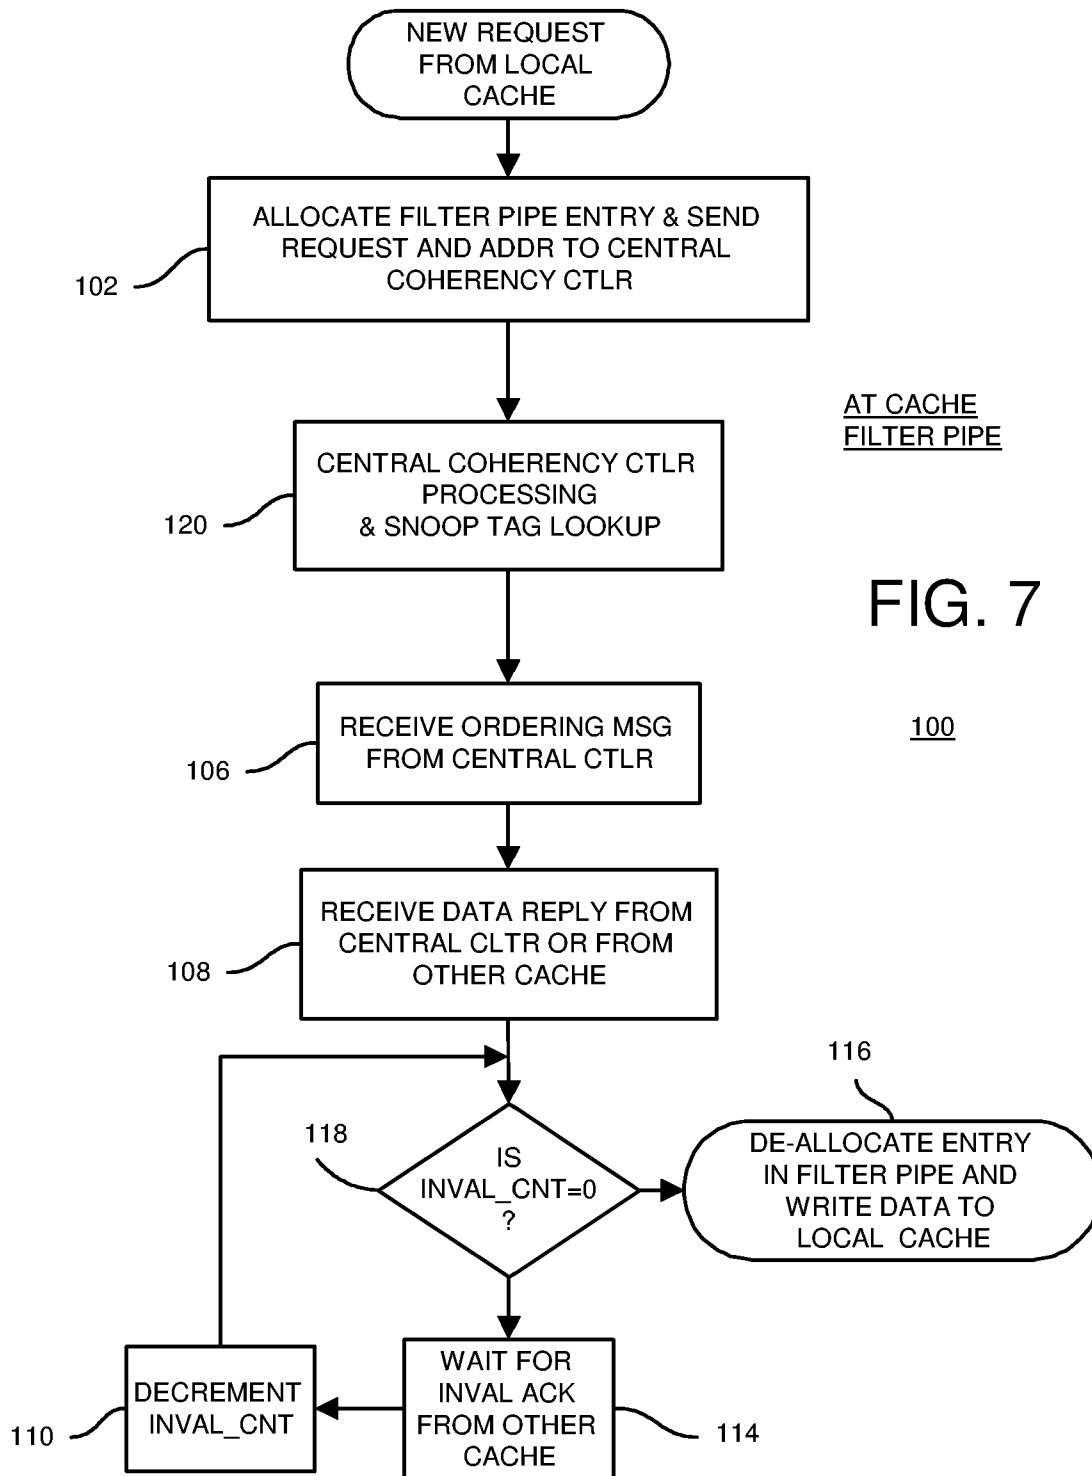 NEW REQUEST
FROM LOCAL
CACHE
ALLOCATE FILTER PIPE ENTRY & SEND
REQUEST AND ADDR TO CENTRAL
COHERENCY CTLR
102
AT CACHE
FILTER PIPE
CENTRAL COHERENCY CTLR
PROCESSING
& SNOOP TAG LOOKUP
120
FIG. 7
RECEIVE ORDERING MSG
FROM CENTRAL CTLR
106
100
RECEIVE DATA REPLY FROM
CENTRAL CLTR OR FROM
OTHER CACHE
108
116
118
IS
INVAL_CNT=0
?
DE-ALLOCATE ENTRY
IN FILTER PIPE AND
WRITE DATA TO
LOCAL CACHE
WAIT FOR
INVAL ACK
FROM OTHER
CACHE
114
DECREMENT
INVAL_CNT
110